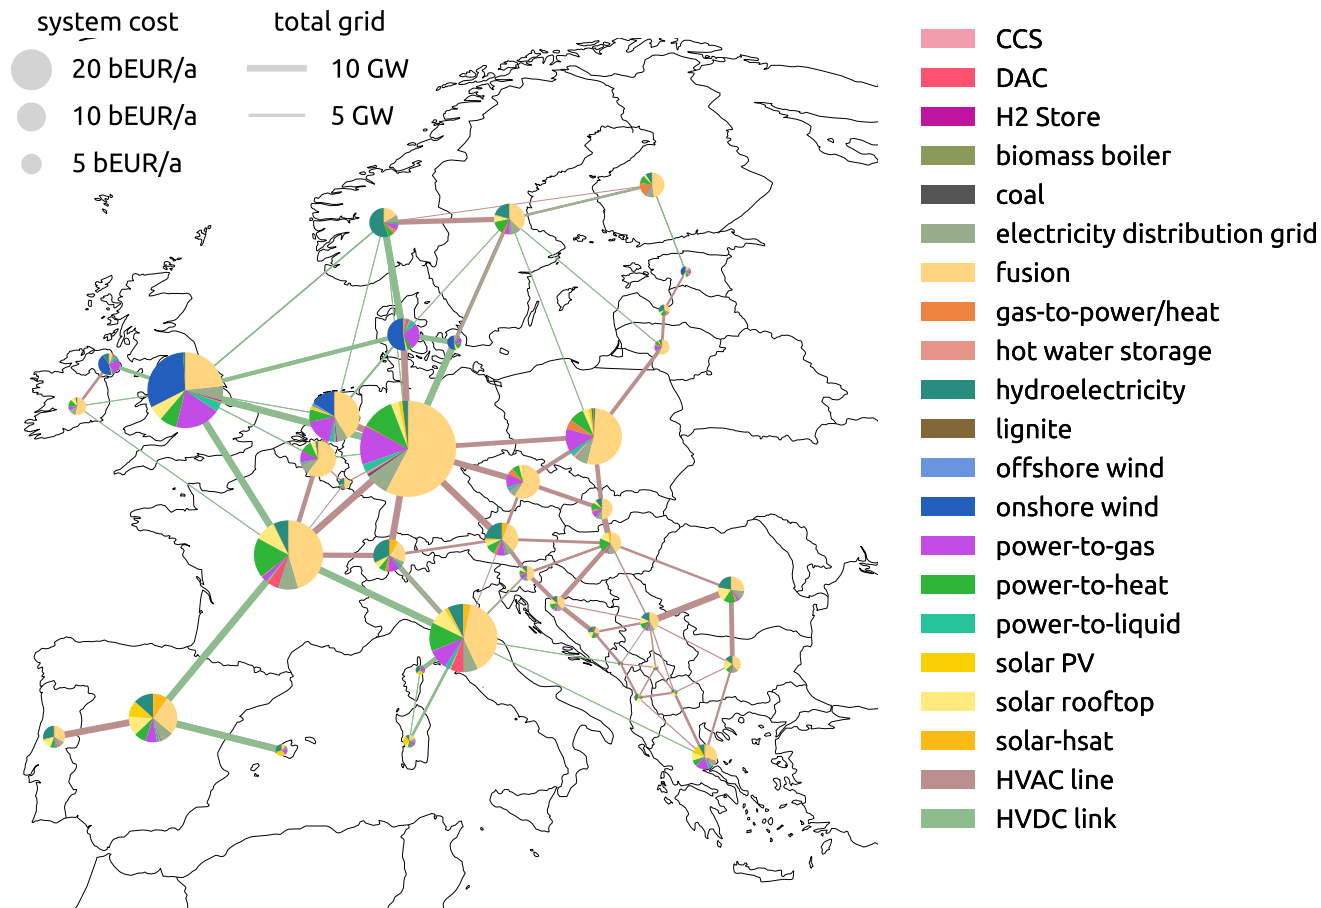 system cost
total grid
20 bEUR/a
10 GW
10 bEUR/a
5 GW
5 bEUR/a
CCS
DAC
H2 Store
biomass boiler
coal
electricity distribution grid
fusion
gas-to-power/heat
hot water storage
hydroelectricity
lignite
offshore wind
onshore wind
power-to-gas
power-to-heat
power-to-liquid
solar PV
solar rooftop
solar-hsat
HVAC line
HVDC link